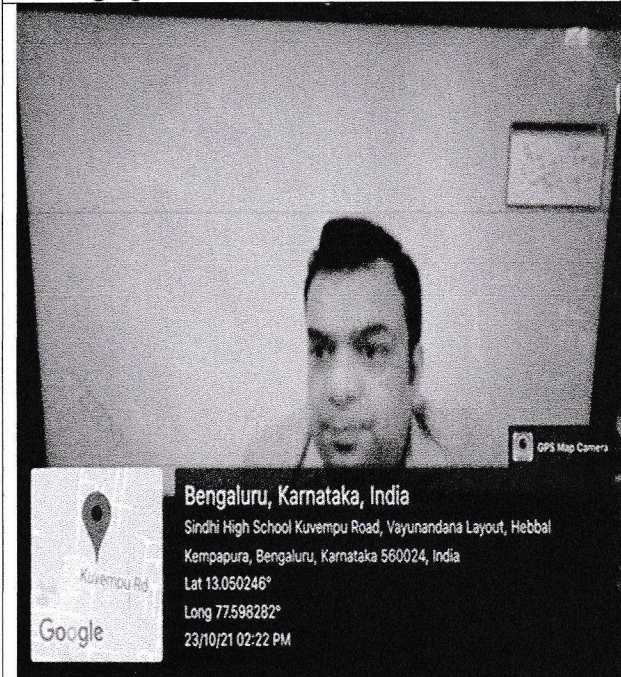 GPS Map Camera
Bengaluru, Karnataka, India
Sindhi High School Kuvempu Road, Vayunandana Layout, Hebbal
Kempapura, Bengaluru, Karnataka 560024, India
Lat 13.050246°
Long 77.598282°
23/10/21 02:22 PM
Kuvempu Rd
Google